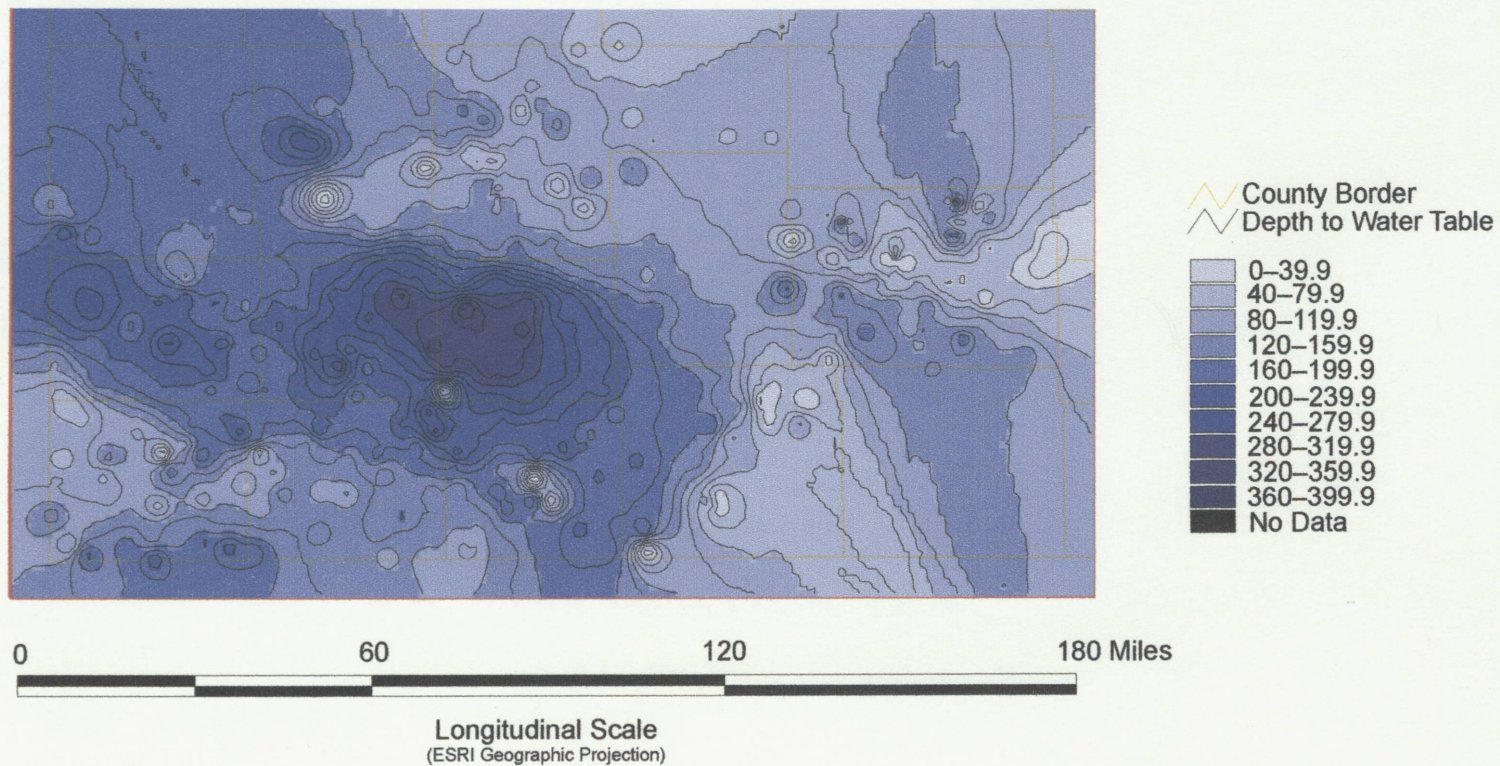 County Border
Depth to Water Table
0–39.9
40–79.9
80–119.9
120–159.9
160–199.9
200–239.9
240–279.9
280–319.9
320–359.9
360–399.9
No Data
0 60 120 180 Miles
Longitudinal Scale
(ESRI Geographic Projection)